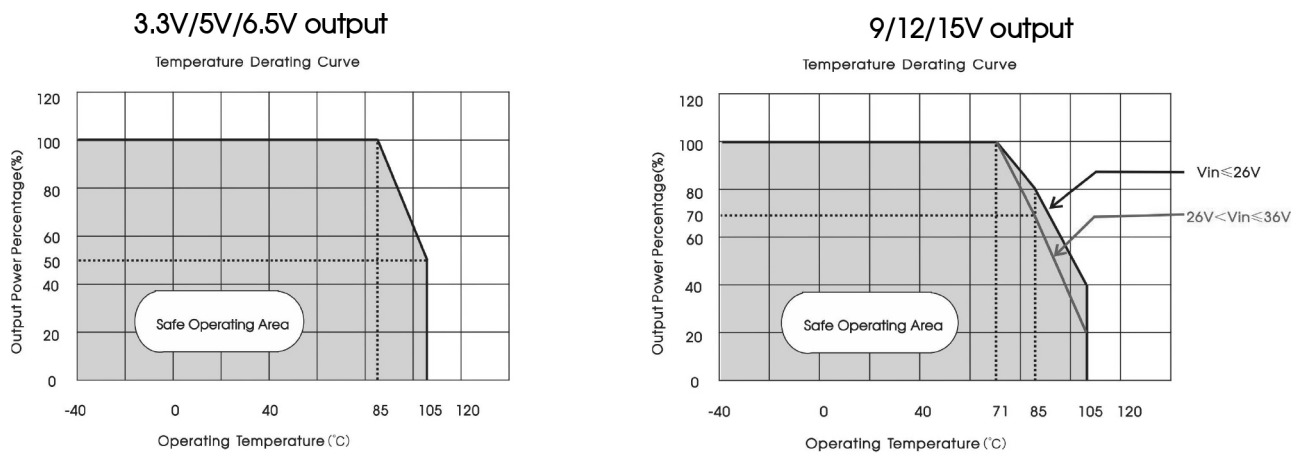 3.3V/5V/6.5V output
Temperature Derating Curve
Output Power Percentage(%)
120
100
80
60
50
40
20
0
Safe Operating Area
-40 0 40 85 105 120
Operating Temperature (°C)
9/12/15V output
Temperature Derating Curve
Output Power Percentage(%)
120
100
80
70
60
40
20
0
Vin≤26V
26V<Vin≤36V
Safe Operating Area
-40 0 40 71 85 105 120
Operating Temperature (°C)